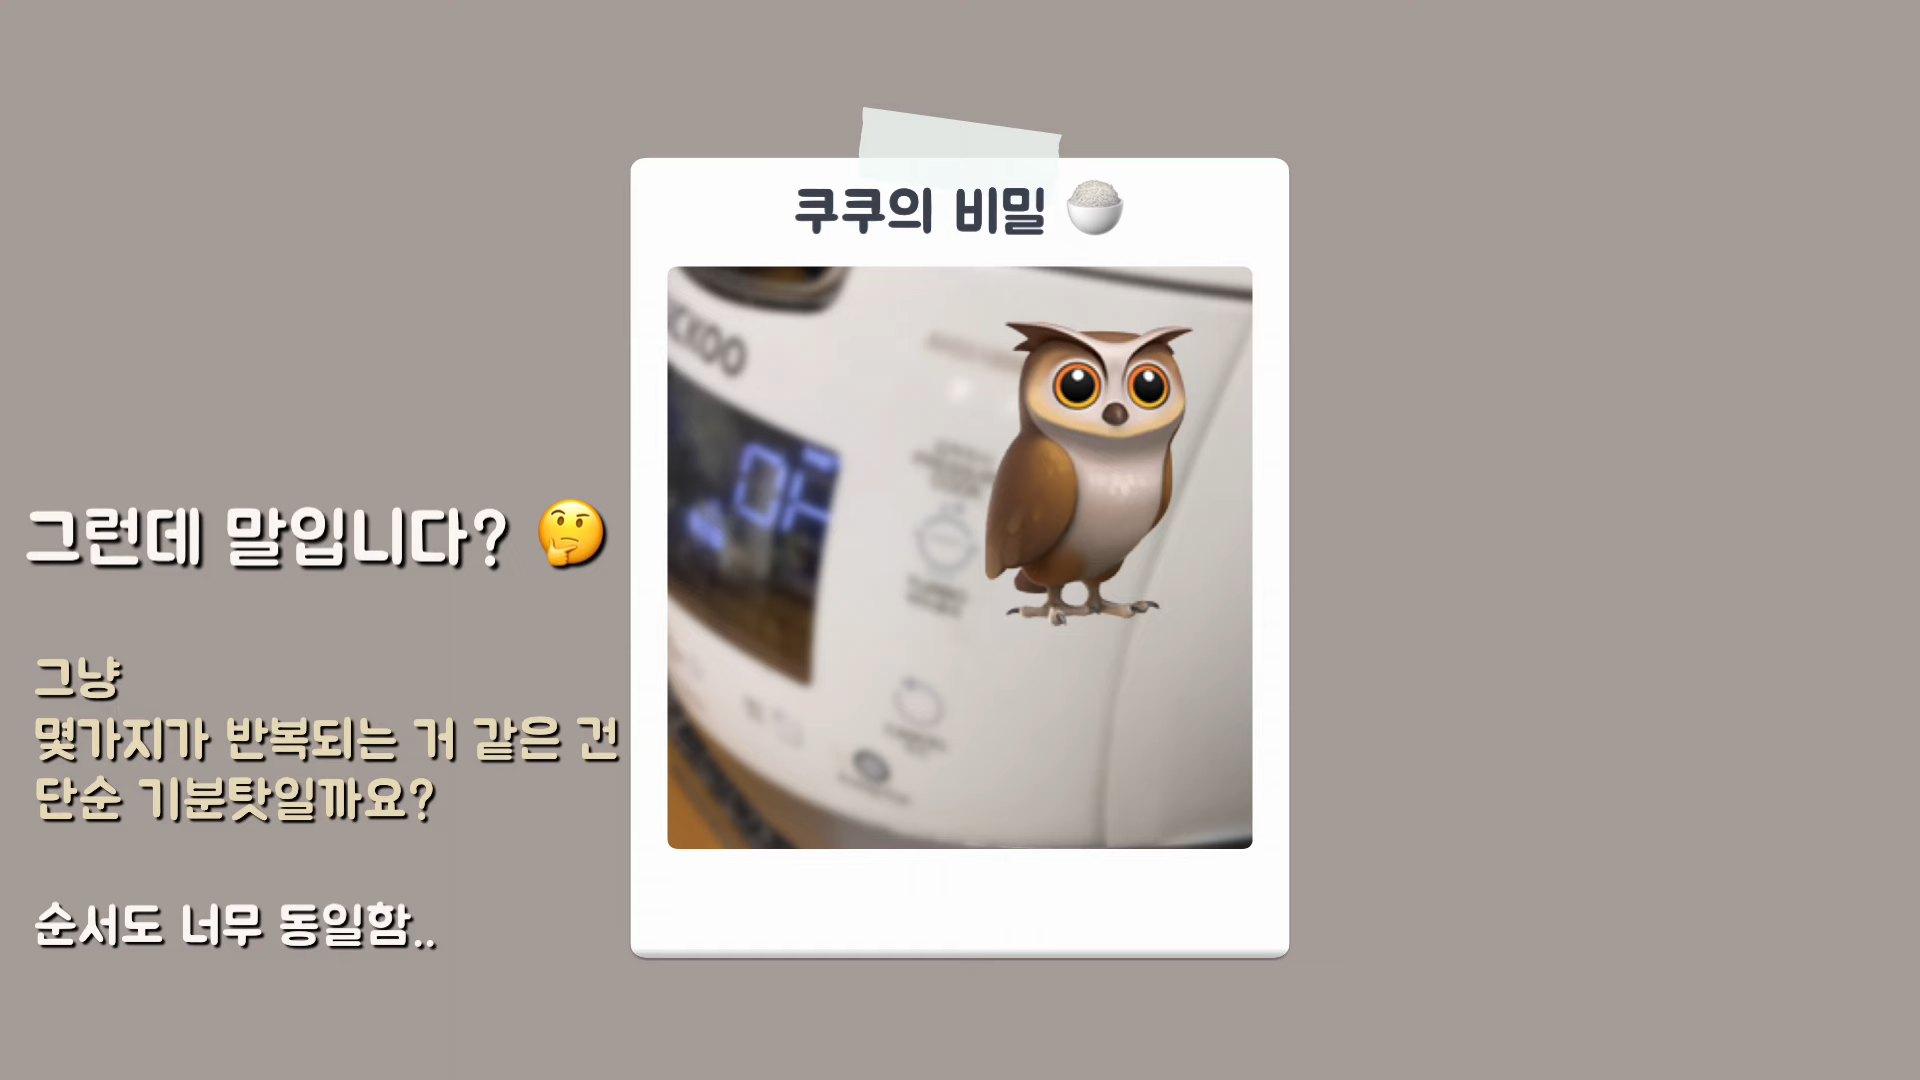 쿠쿠의 비밀
CKOO
그런데 말입니다?
그냥
몇가지가 반복되는 거 같은 건
단순 기분탓일까요?
순서도 너무 동일함..